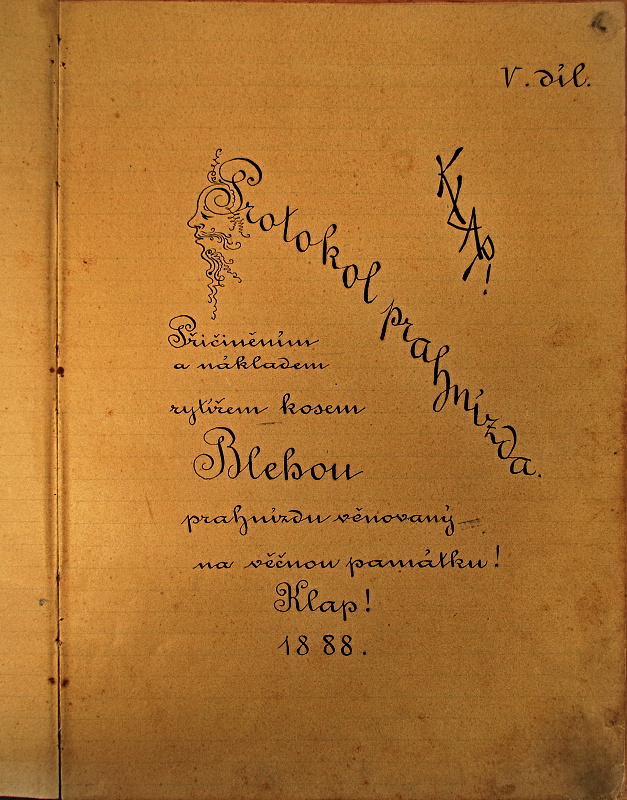 V. díl.
KLAP!
Protokol prahnízda.
Přičiněním
a nákladem
rytířem kosem
Blehou
prahnízdu věnovaný
na věčnou památku!
Klap!
1888.